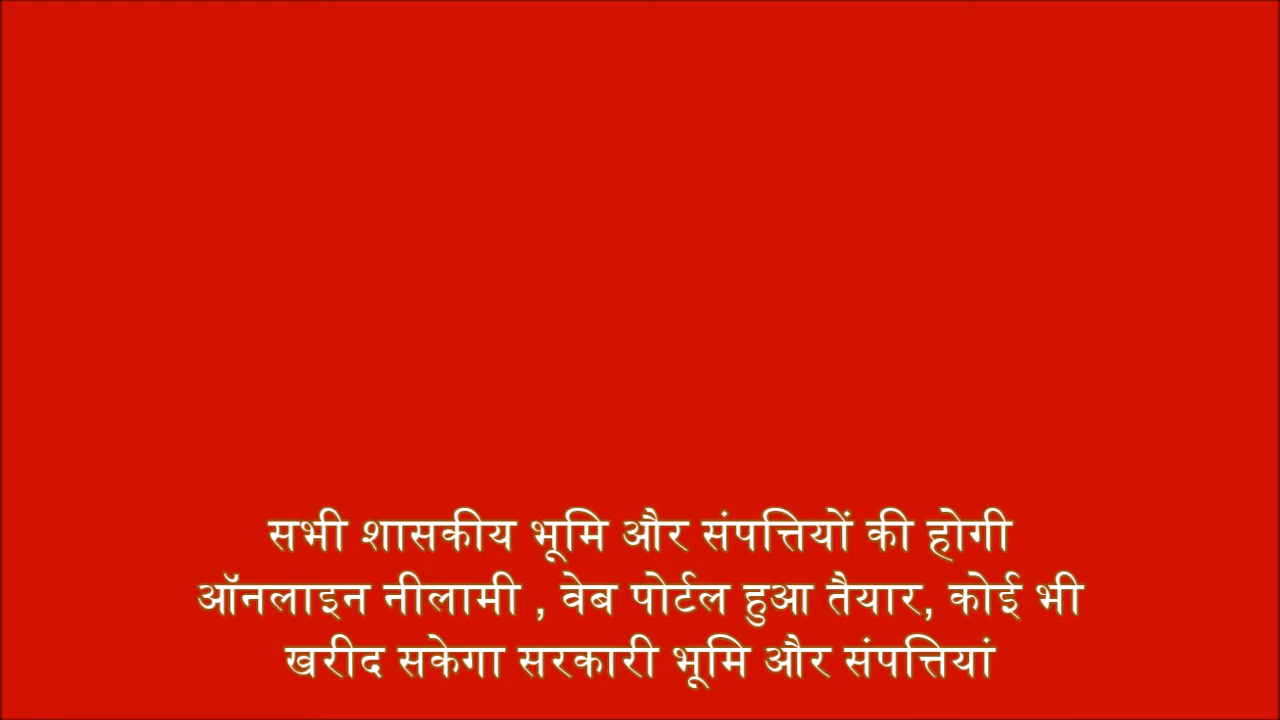 सभी शासकीय भूमि और संपत्तियों की होगी
ऑनलाइन नीलामी , वेब पोर्टल हुआ तैयार, कोई भी
खरीद सकेगा सरकारी भूमि और संपत्तियां